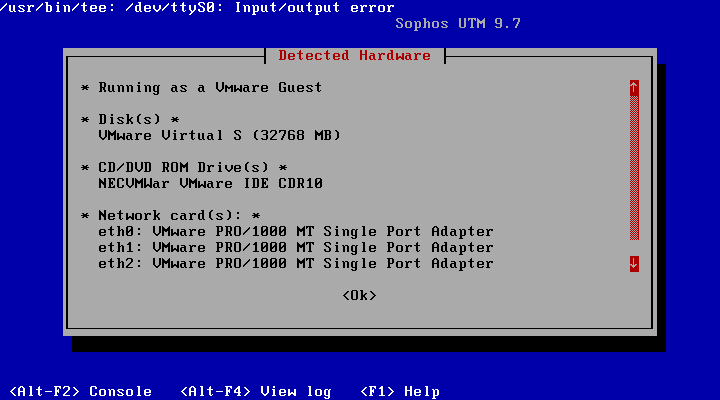 /usr/bin/tee: /dev/ttyS0: Input/output error
Sophos UTM 9.7
Detected Hardware
* Running as a VMware Guest
* Disk(s) *
VMware Virtual S (32768 MB)
* CD/DVD ROM Drive(s) *
NECVMWar VMware IDE CDR10
* Network card(s): *
eth0: VMware PRO/1000 MT Single Port Adapter
eth1: VMware PRO/1000 MT Single Port Adapter
eth2: VMware PRO/1000 MT Single Port Adapter
<Ok>
<Alt-F2> Console <Alt-F4> View log <F1> Help